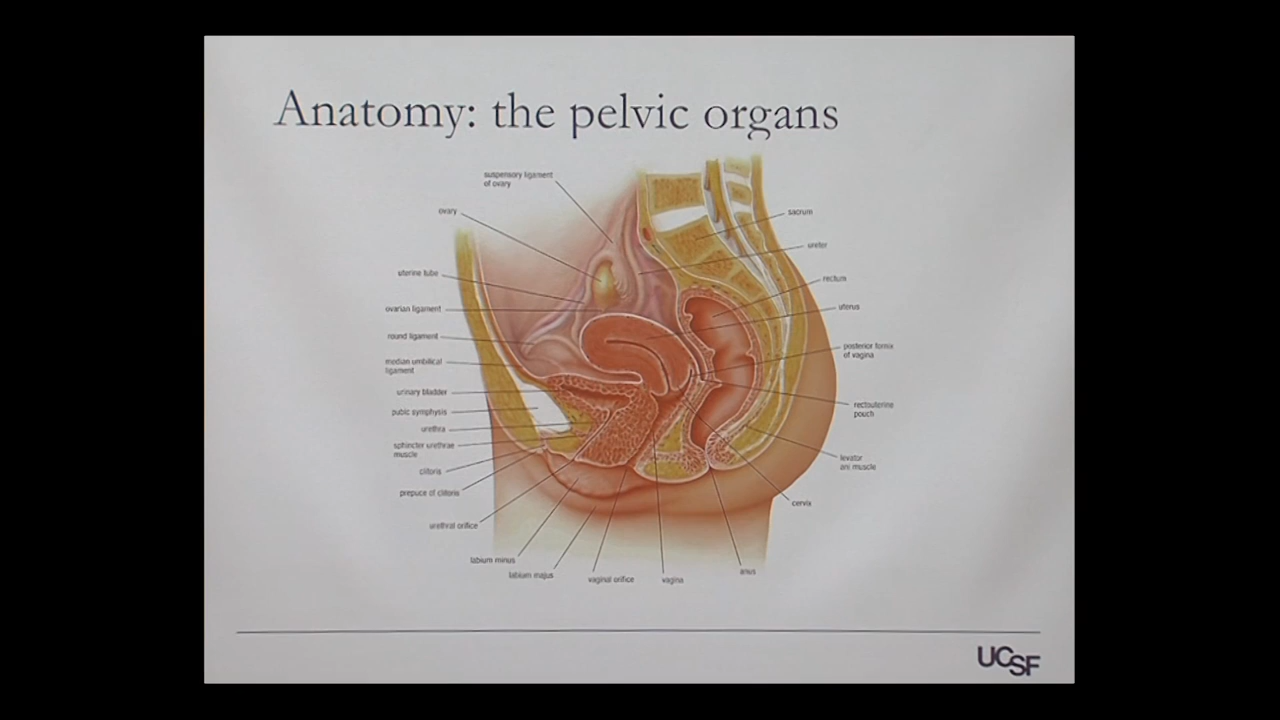 Anatomy: the pelvic organs
suspensory ligament
of ovary
ovary
uterine tube
ovarian ligament
round ligament
median umbilical
ligament
urinary bladder
pubic symphysis
urethra
sphincter urethrae
muscle
clitoris
prepuce of clitoris
urethral orifice
labium minus
labium majus
vaginal orifice
vagina
anus
sacrum
ureter
rectum
uterus
posterior fornix
of vagina
rectouterine
pouch
levator
ani muscle
cervix
UCSF